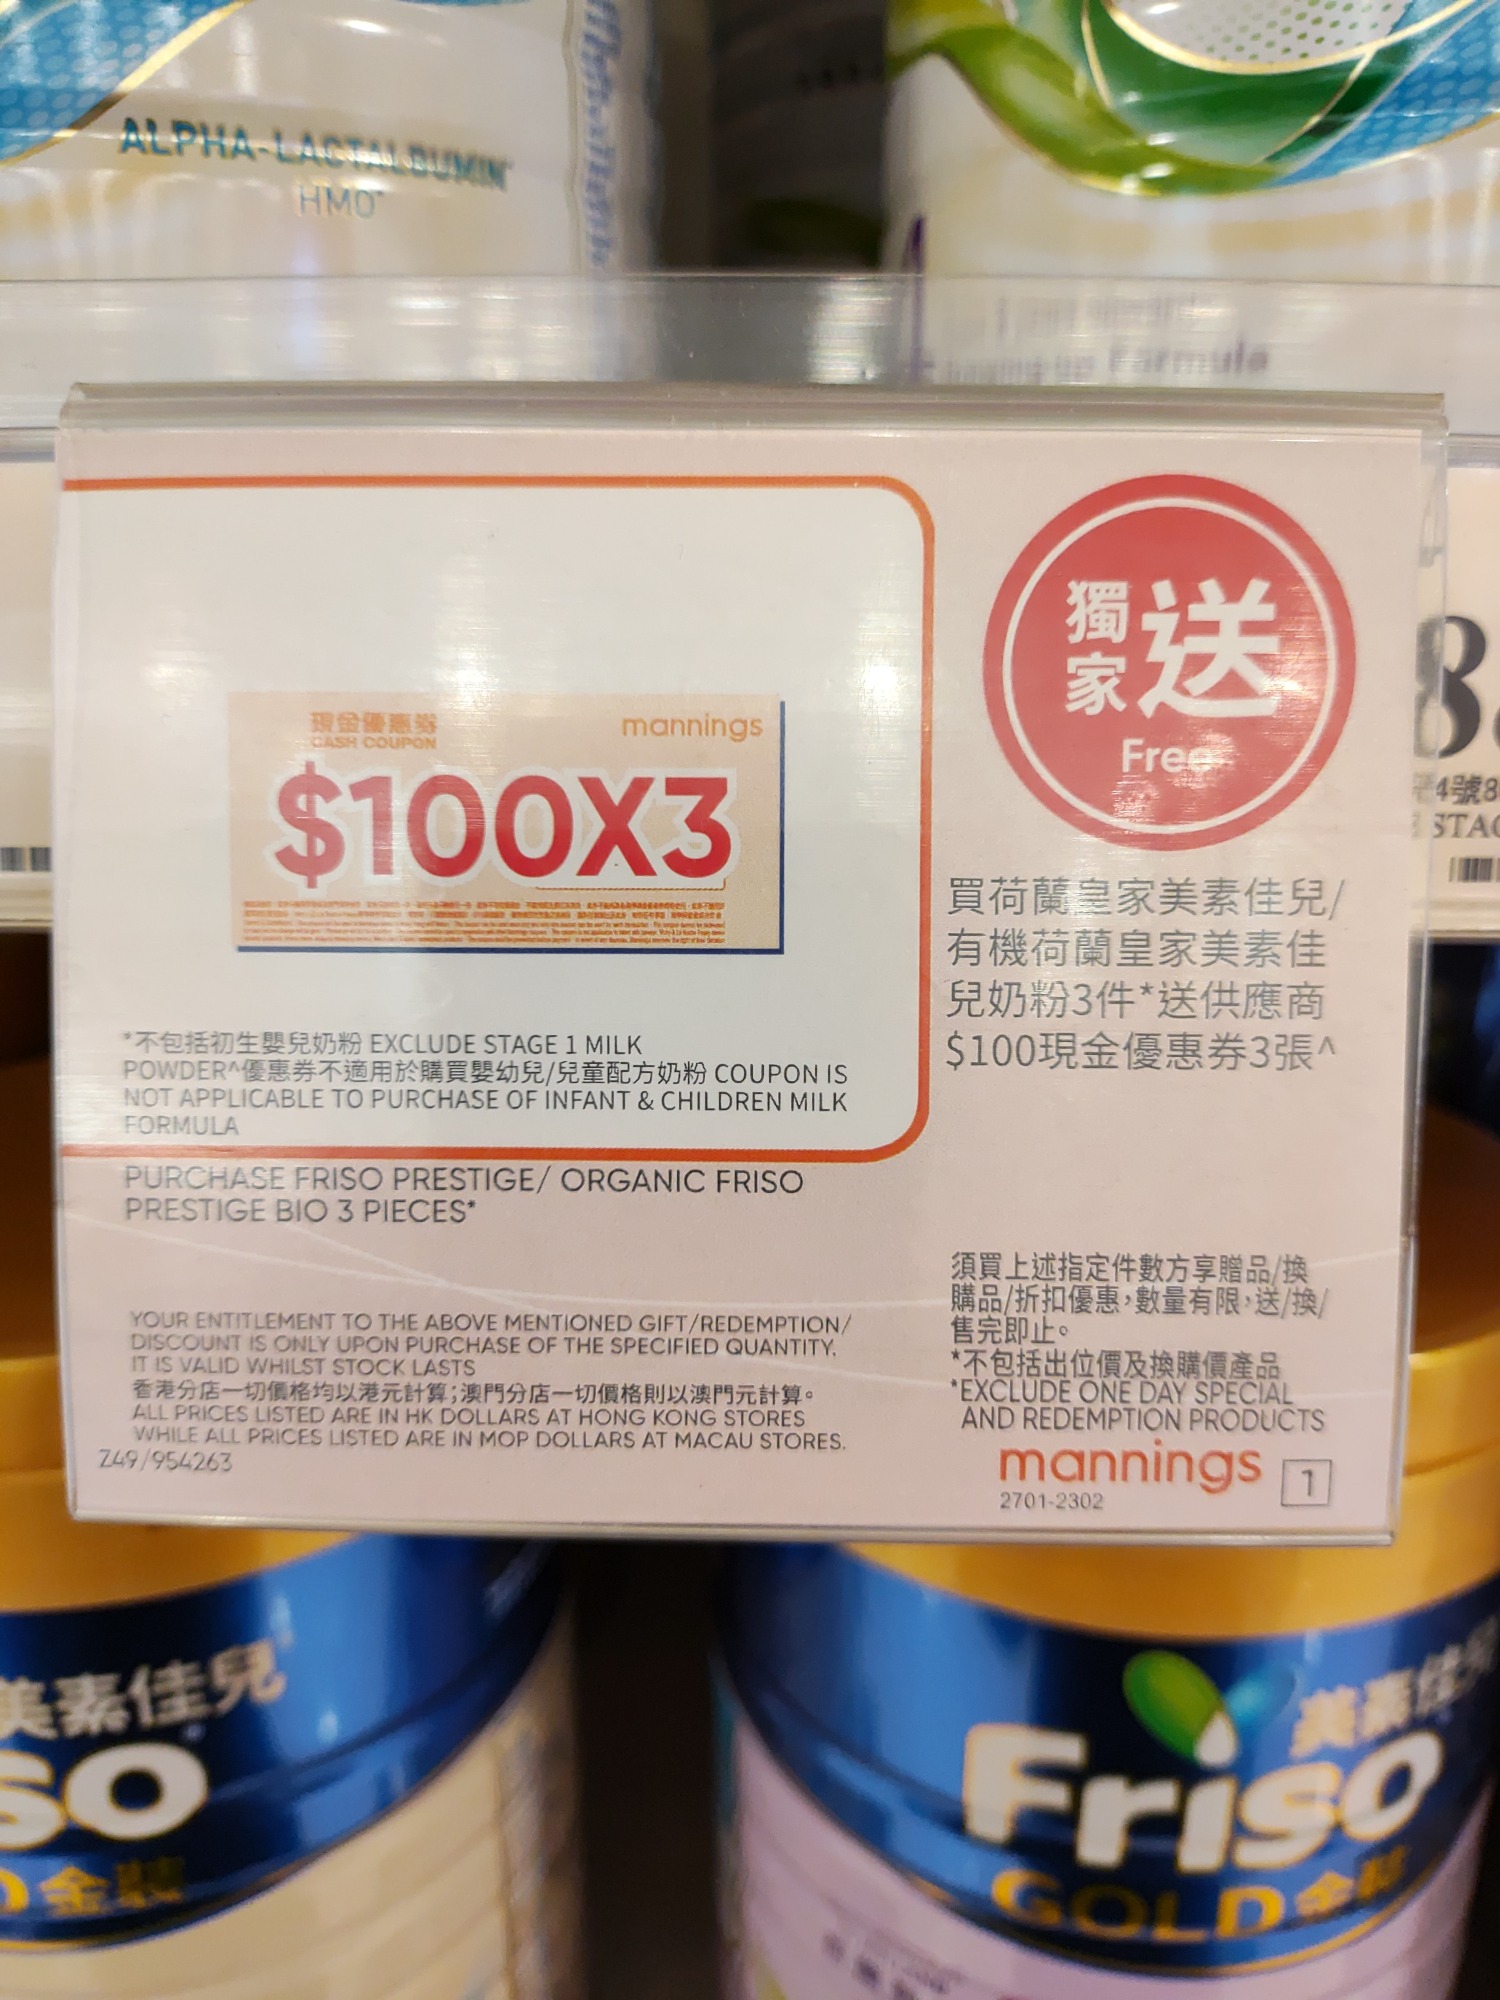 ALPHA-LACTALBUMIN
HMO
Formula
獨家送
Free
現金優惠券
CASH COUPON
mannings
$100X3
買荷蘭皇家美素佳兒/
有機荷蘭皇家美素佳
兒奶粉3件*送供應商
$100現金優惠券3張^
*不包括初生嬰兒奶粉 EXCLUDE STAGE 1 MILK
POWDER^優惠券不適用於購買嬰幼兒/兒童配方奶粉 COUPON IS
NOT APPLICABLE TO PURCHASE OF INFANT & CHILDREN MILK
FORMULA
PURCHASE FRISO PRESTIGE/ ORGANIC FRISO
PRESTIGE BIO 3 PIECES*
YOUR ENTITLEMENT TO THE ABOVE MENTIONED GIFT/REDEMPTION/
DISCOUNT IS ONLY UPON PURCHASE OF THE SPECIFIED QUANTITY.
IT IS VALID WHILST STOCK LASTS
香港分店一切價格均以港元計算;澳門分店一切價格則以澳門元計算。
ALL PRICES LISTED ARE IN HK DOLLARS AT HONG KONG STORES
WHILE ALL PRICES LISTED ARE IN MOP DOLLARS AT MACAU STORES.
Z49/954263
須買上述指定件數方享贈品/換
購品/折扣優惠,數量有限,送/換/
售完即止。
*不包括出位價及換購價產品
*EXCLUDE ONE DAY SPECIAL
AND REDEMPTION PRODUCTS
mannings 1
2701-2302
8
4號8
STAG
美素佳兒
so
金裝
美素佳兒
Friso
GOLD金裝